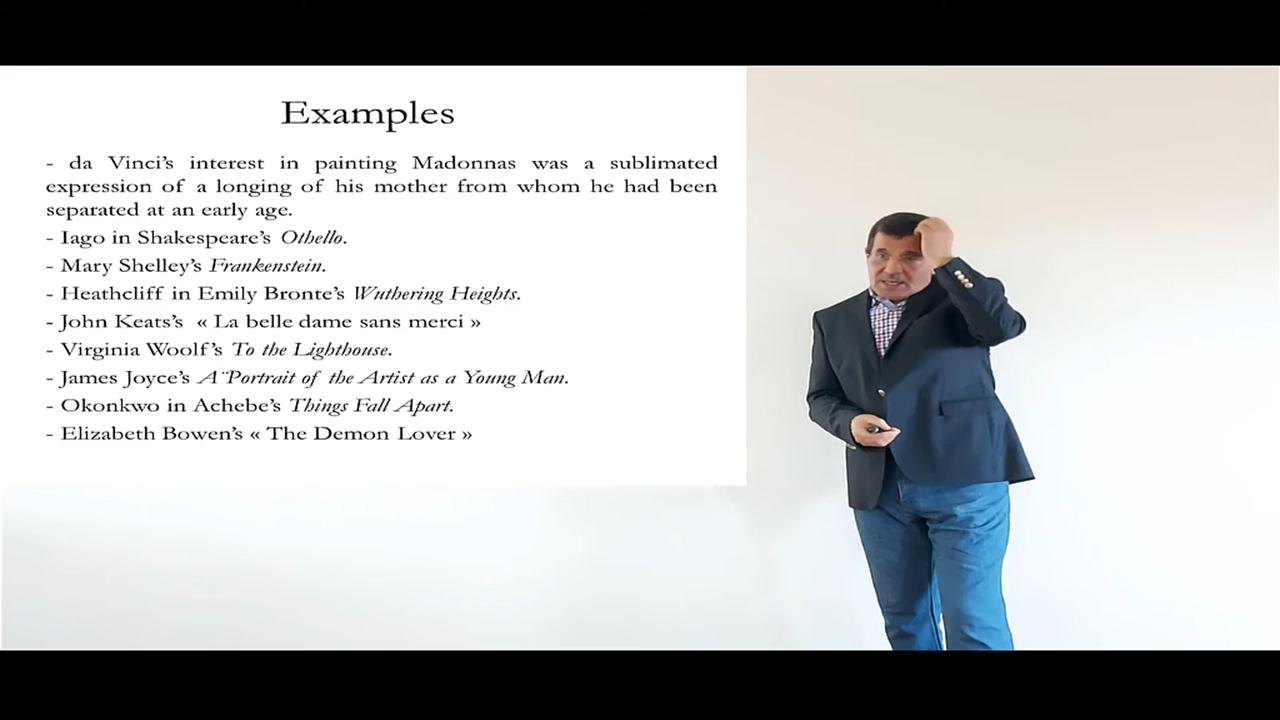 Examples
- da Vinci's interest in painting Madonnas was a sublimated
expression of a longing of his mother from whom he had been
separated at an early age.
- Iago in Shakespeare's Othello.
- Mary Shelley's Frankenstein.
- Heathcliff in Emily Bronte's Wuthering Heights.
- John Keats's « La belle dame sans merci »
- Virginia Woolf's To the Lighthouse.
- James Joyce's A ̈Portrait of the Artist as a Young Man.
- Okonkwo in Achebe's Things Fall Apart.
- Elizabeth Bowen's « The Demon Lover »